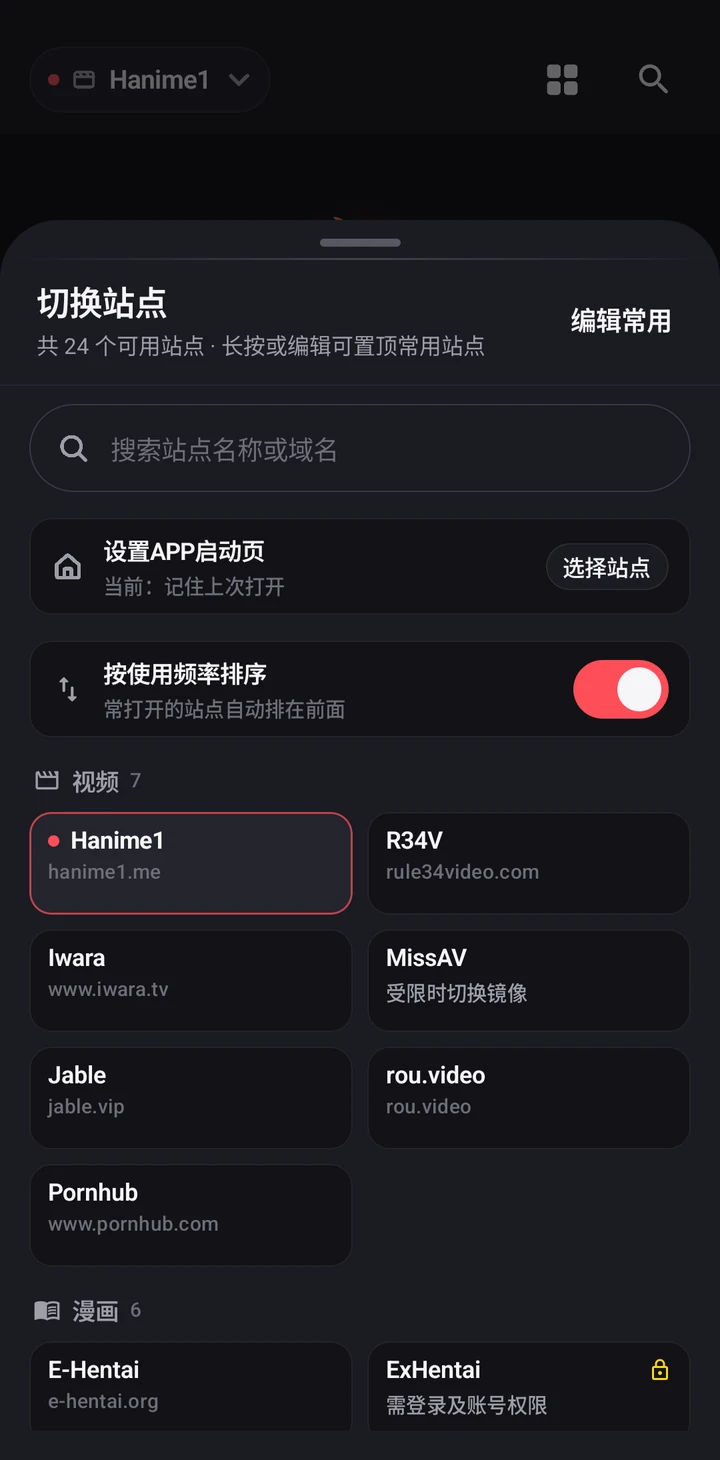 Hanime1
切换站点
编辑常用
共 24 个可用站点 · 长按或编辑可置顶常用站点
搜索站点名称或域名
设置APP启动页
当前：记住上次打开
选择站点
按使用频率排序
常打开的站点自动排在前面
视频 7
Hanime1
hanime1.me
R34V
rule34video.com
Iwara
www.iwara.tv
MissAV
受限时切换镜像
Jable
jable.vip
rou.video
rou.video
Pornhub
www.pornhub.com
漫画 6
E-Hentai
e-hentai.org
ExHentai
需登录及账号权限